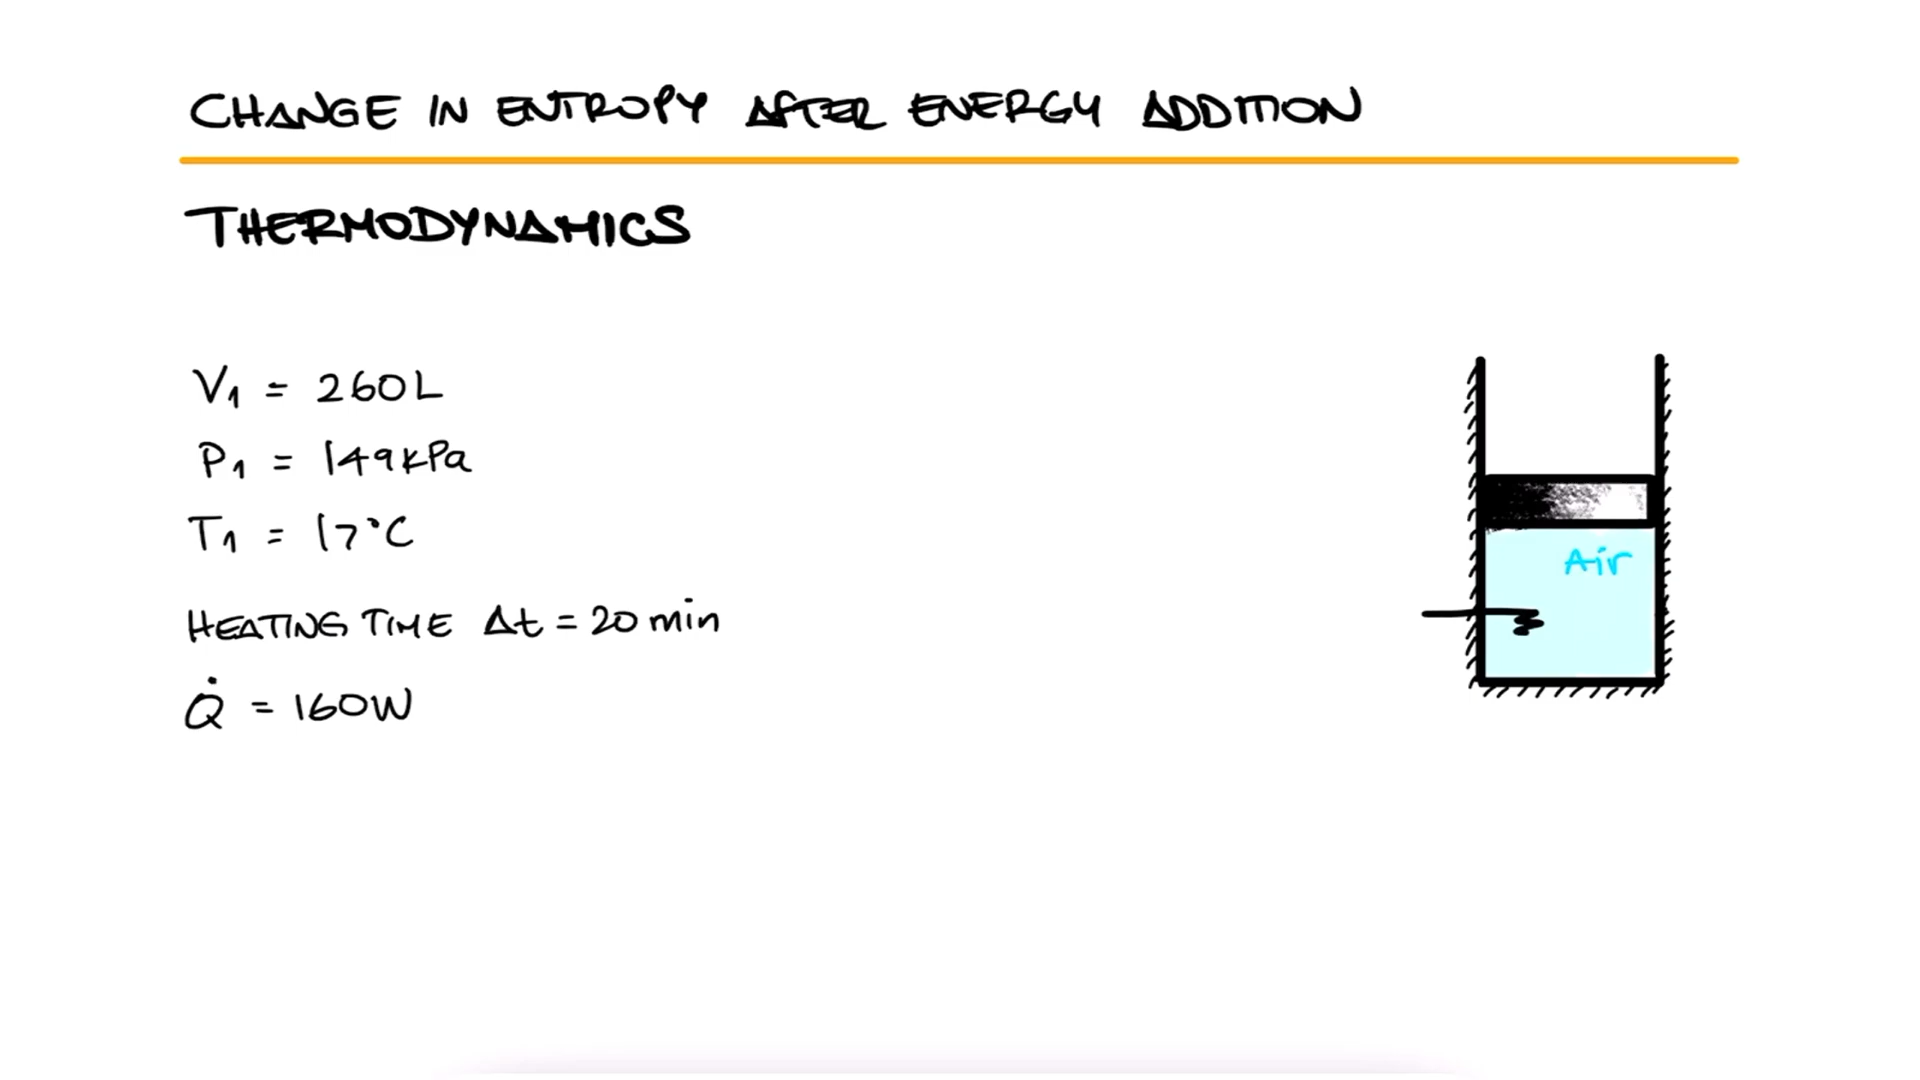 CHANGE IN ENTROPY AFTER ENERGY ADDITION
THERMODYNAMICS
V₁ = 260L
P₁ = 149kPa
T₁ = 17°C
Air
HEATING TIME Δt = 20 min
Q̇ = 160W